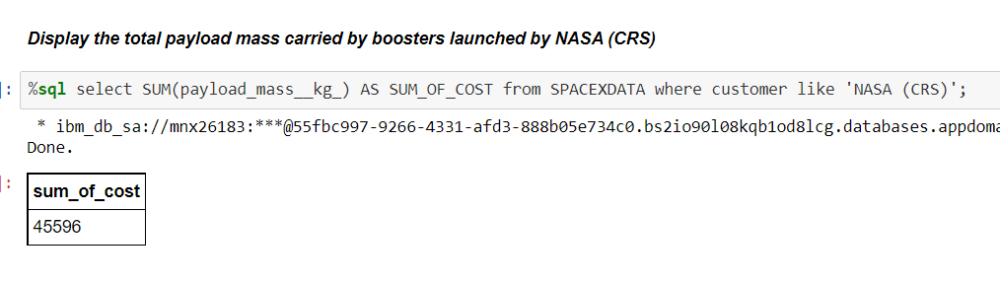 Display the total payload mass carried by boosters launched by NASA (CRS)
]: %sql select SUM(payload_mass__kg_) AS SUM_OF_COST from SPACEXDATA where customer like 'NASA (CRS)';
* ibm_db_sa://mnx26183:***@55fbc997-9266-4331-afd3-888b05e734c0.bs2io90l08kqb1od8lcg.databases.appdoma
Done.
]:
sum_of_cost
45596